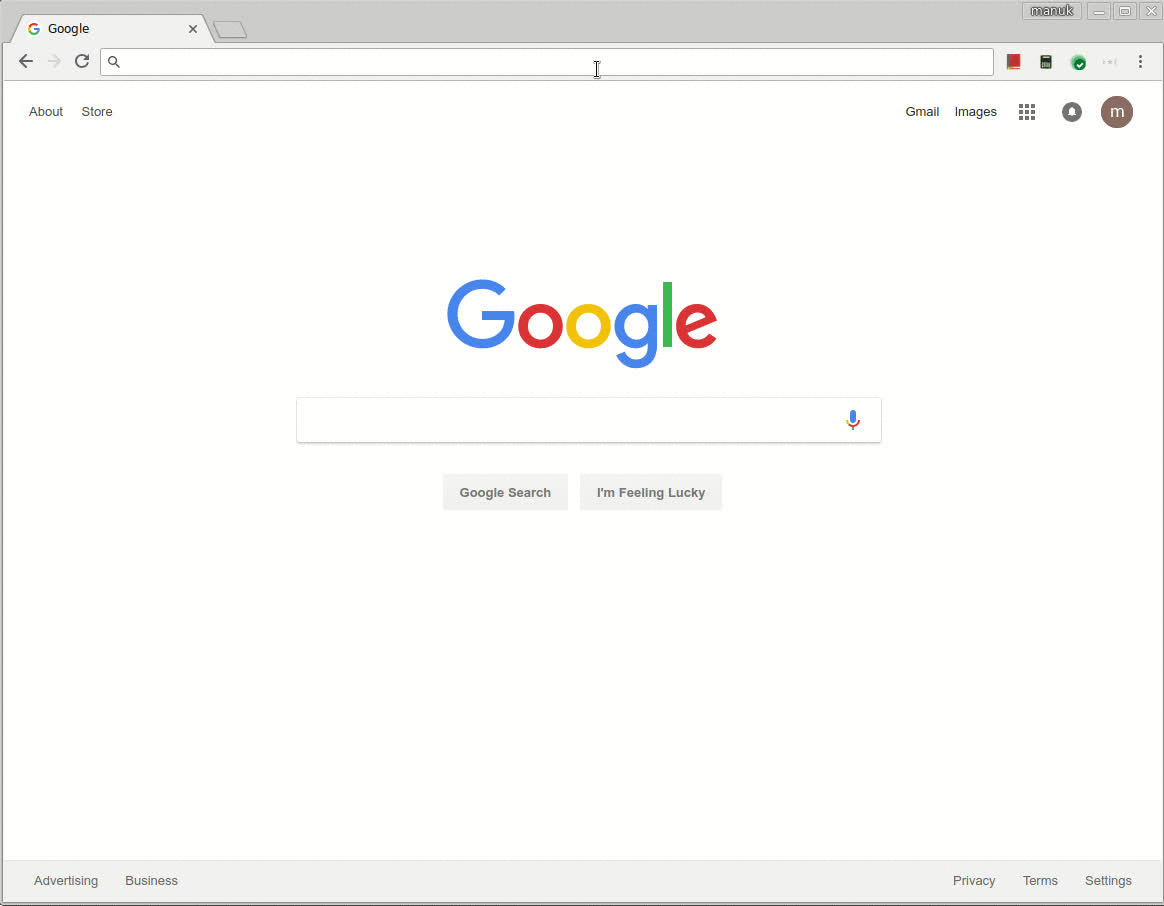 manuk
Google
About Store Gmail Images m
Google
Google Search I'm Feeling Lucky
Advertising Business Privacy Terms Settings